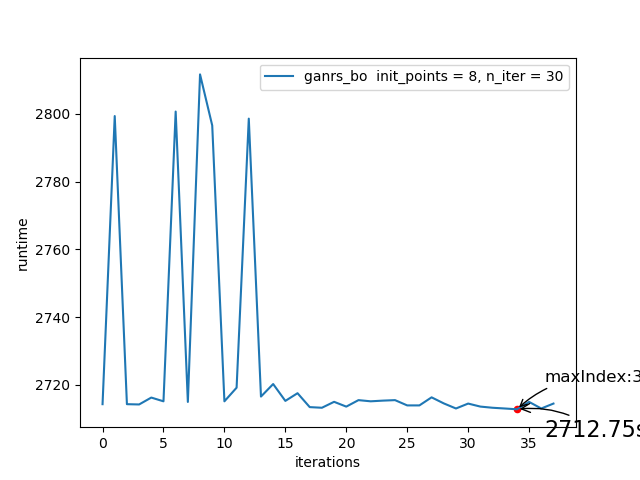 ganrs_bo  init_points = 8, n_iter = 30
2800
2780
2760
2740
2720
runtime
maxIndex:3
2712.75s
0
5
10
15
20
25
30
35
iterations